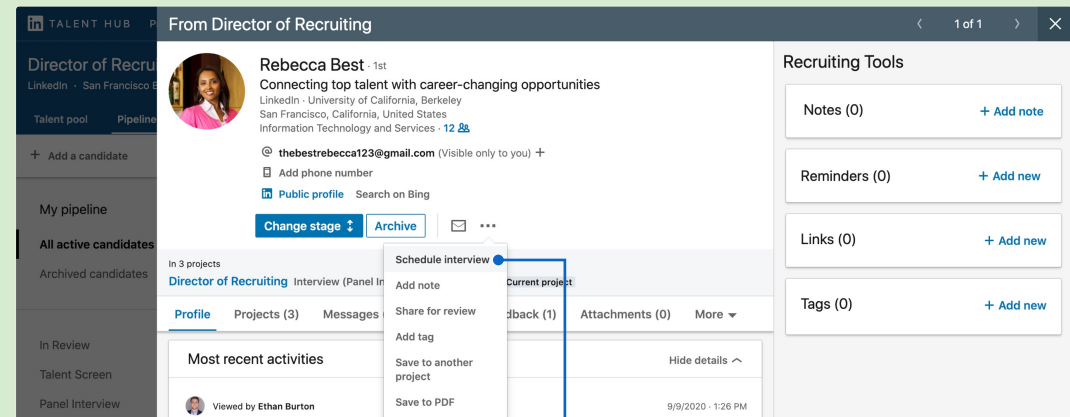 in TALENT HUB P
From Director of Recruiting
1 of 1
Director of Recrui
LinkedIn · San Francisco
Talent pool Pipeline
+ Add a candidate
My pipeline
All active candidates
Archived candidates
In Review
Talent Screen
Panel Interview
Rebecca Best · 1st
Connecting top talent with career-changing opportunities
LinkedIn · University of California, Berkeley
San Francisco, California, United States
Information Technology and Services · 12
@ thebestrebecca123@gmail.com (Visible only to you) +
Add phone number
in Public profile Search on Bing
Change stage Archive
In 3 projects
Director of Recruiting Interview (Panel In Current project
Schedule interview
Add note
Share for review
Add tag
Save to another
project
Save to PDF
Profile Projects (3) Messages dback (1) Attachments (0) More
Most recent activities Hide details
Viewed by Ethan Burton 9/9/2020 · 1:26 PM
Recruiting Tools
Notes (0) + Add note
Reminders (0) + Add new
Links (0) + Add new
Tags (0) + Add new